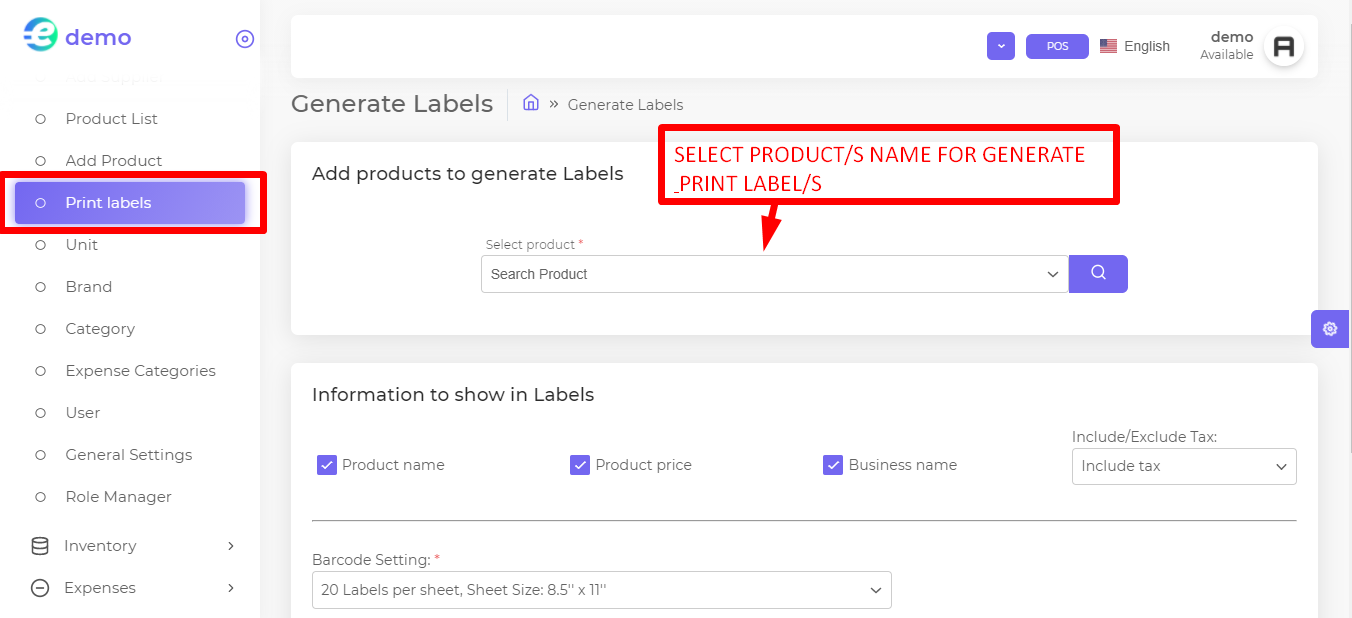 demo
Product List
Add Product
Print labels
Unit
Brand
Category
Expense Categories
User
General Settings
Role Manager
Inventory
Expenses
POS
English
demo
Available
Generate Labels
» Generate Labels
SELECT PRODUCT/S NAME FOR GENERATE
_PRINT LABEL/S
Add products to generate Labels
Select product *
Search Product
Information to show in Labels
Product name
Product price
Business name
Include/Exclude Tax:
Include tax
Barcode Setting: *
20 Labels per sheet, Sheet Size: 8.5'' x 11''